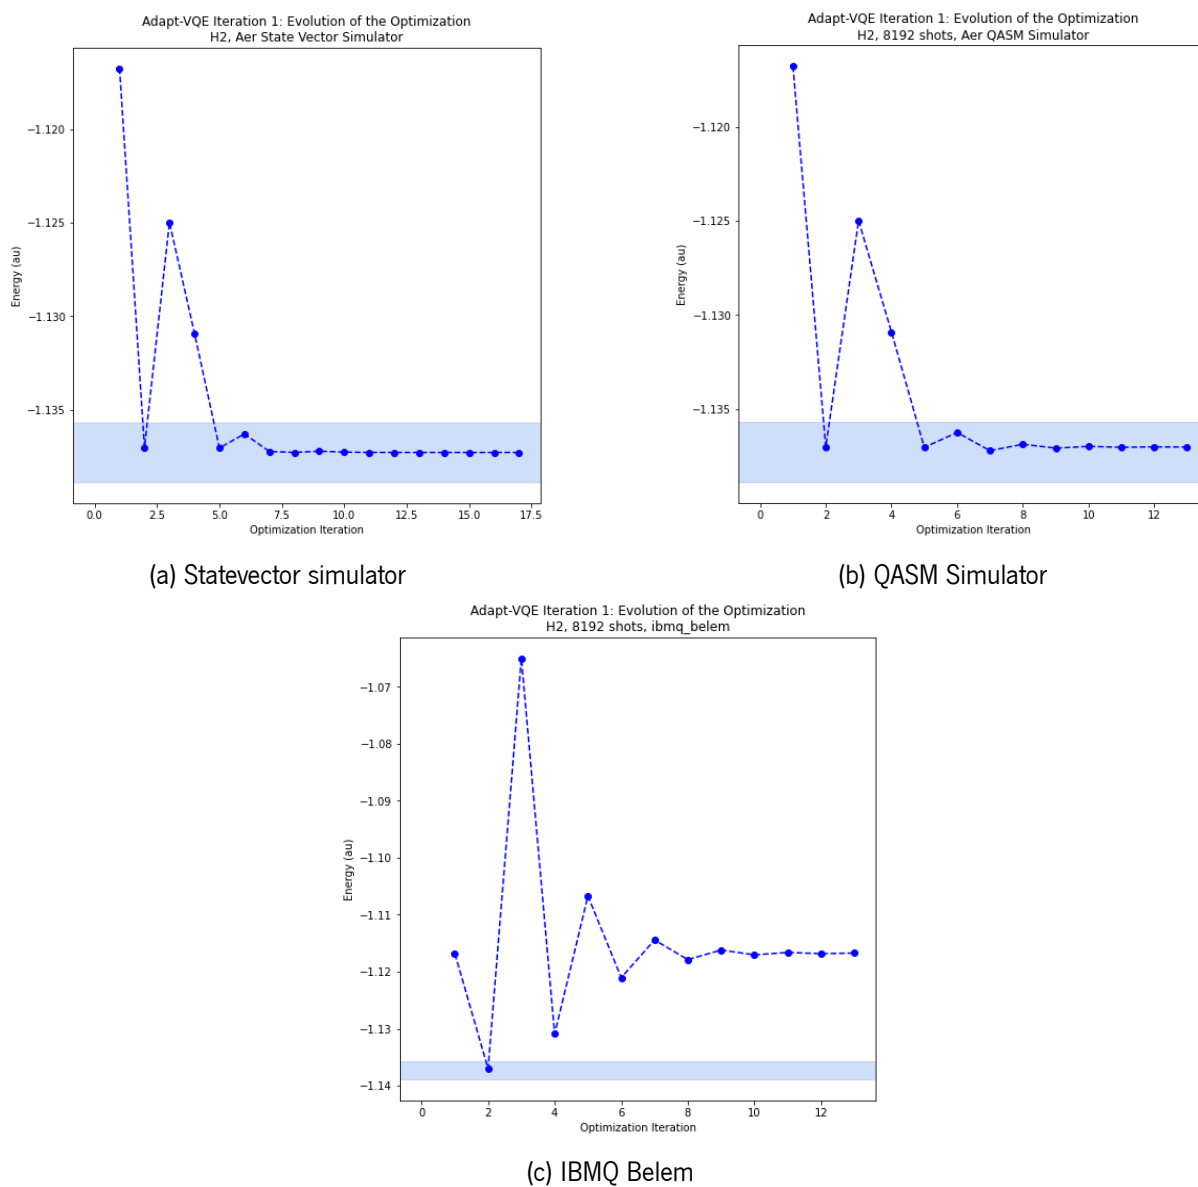 Adapt-VQE Iteration 1: Evolution of the Optimization
H2, Aer State Vector Simulator
−1.120
−1.125
−1.130
−1.135
Energy (au)
0.0 2.5 5.0 7.5 10.0 12.5 15.0 17.5
Optimization Iteration
(a) Statevector simulator
Adapt-VQE Iteration 1: Evolution of the Optimization
H2, 8192 shots, Aer QASM Simulator
−1.120
−1.125
−1.130
−1.135
Energy (au)
0 2 4 6 8 10 12
Optimization Iteration
(b) QASM Simulator
Adapt-VQE Iteration 1: Evolution of the Optimization
H2, 8192 shots, ibmq_belem
−1.07
−1.08
−1.09
−1.10
−1.11
−1.12
−1.13
−1.14
Energy (au)
0 2 4 6 8 10 12
Optimization Iteration
(c) IBMQ Belem